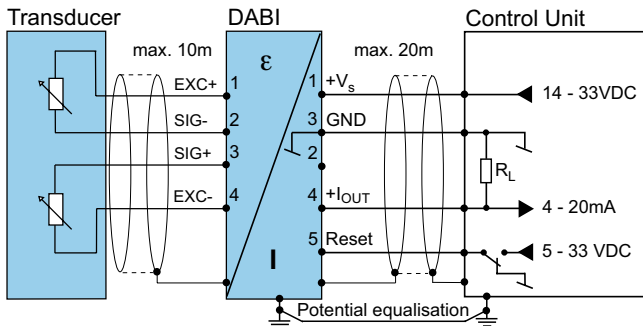 Transducer
DABI
Control Unit
max. 10m
max. 20m
ε
EXC+
1
1
+Vs
14 - 33VDC
SIG-
2
3
GND
SIG+
3
2
RL
EXC-
4
4
+IOUT
4 - 20mA
5
Reset
5 - 33 VDC
I
Potential equalisation